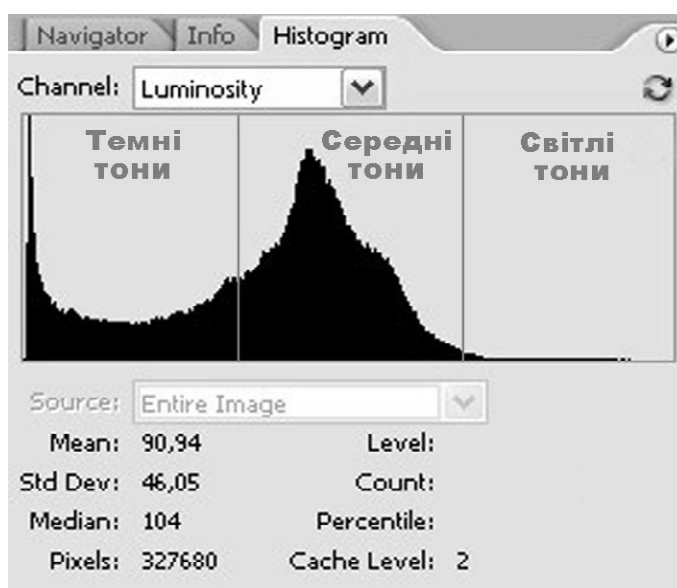 Navigator Info Histogram
Channel: Luminosity
Темні тони
Середні тони
Світлі тони
Source: Entire Image
Mean: 90,94 Level:
Std Dev: 46,05 Count:
Median: 104 Percentile:
Pixels: 327680 Cache Level: 2